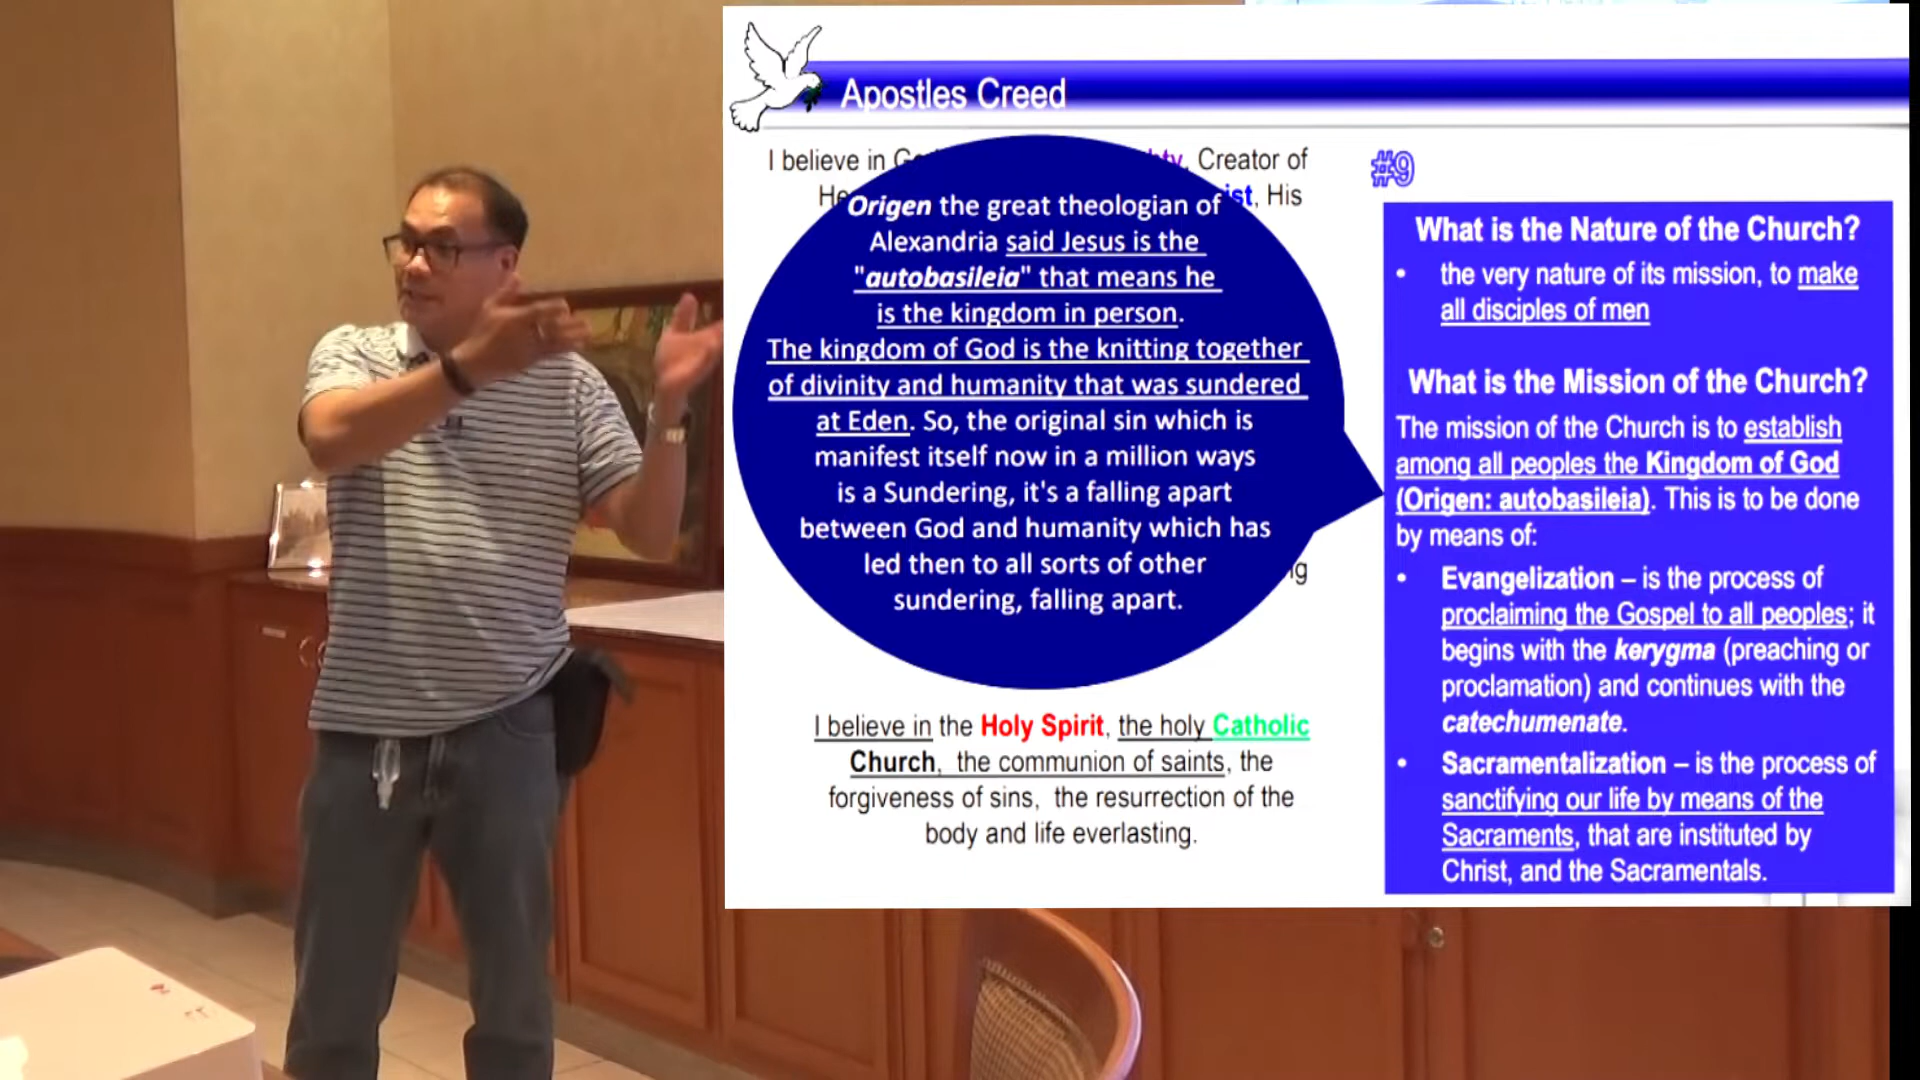 Apostles Creed
I believe in Creator of
His
Origen the great theologian of
Alexandria said Jesus is the
"autobasileia" that means he
is the kingdom in person.
The kingdom of God is the knitting together
of divinity and humanity that was sundered
at Eden. So, the original sin which is
manifest itself now in a million ways
is a Sundering, it's a falling apart
between God and humanity which has
led then to all sorts of other
sundering, falling apart.
I believe in the Holy Spirit, the holy Catholic
Church, the communion of saints, the
forgiveness of sins, the resurrection of the
body and life everlasting.
#9
What is the Nature of the Church?
• the very nature of its mission, to make
all disciples of men
What is the Mission of the Church?
The mission of the Church is to establish
among all peoples the Kingdom of God
(Origen: autobasileia). This is to be done
by means of:
• Evangelization – is the process of
proclaiming the Gospel to all peoples; it
begins with the kerygma (preaching or
proclamation) and continues with the
catechumenate.
• Sacramentalization – is the process of
sanctifying our life by means of the
Sacraments, that are instituted by
Christ, and the Sacramentals.